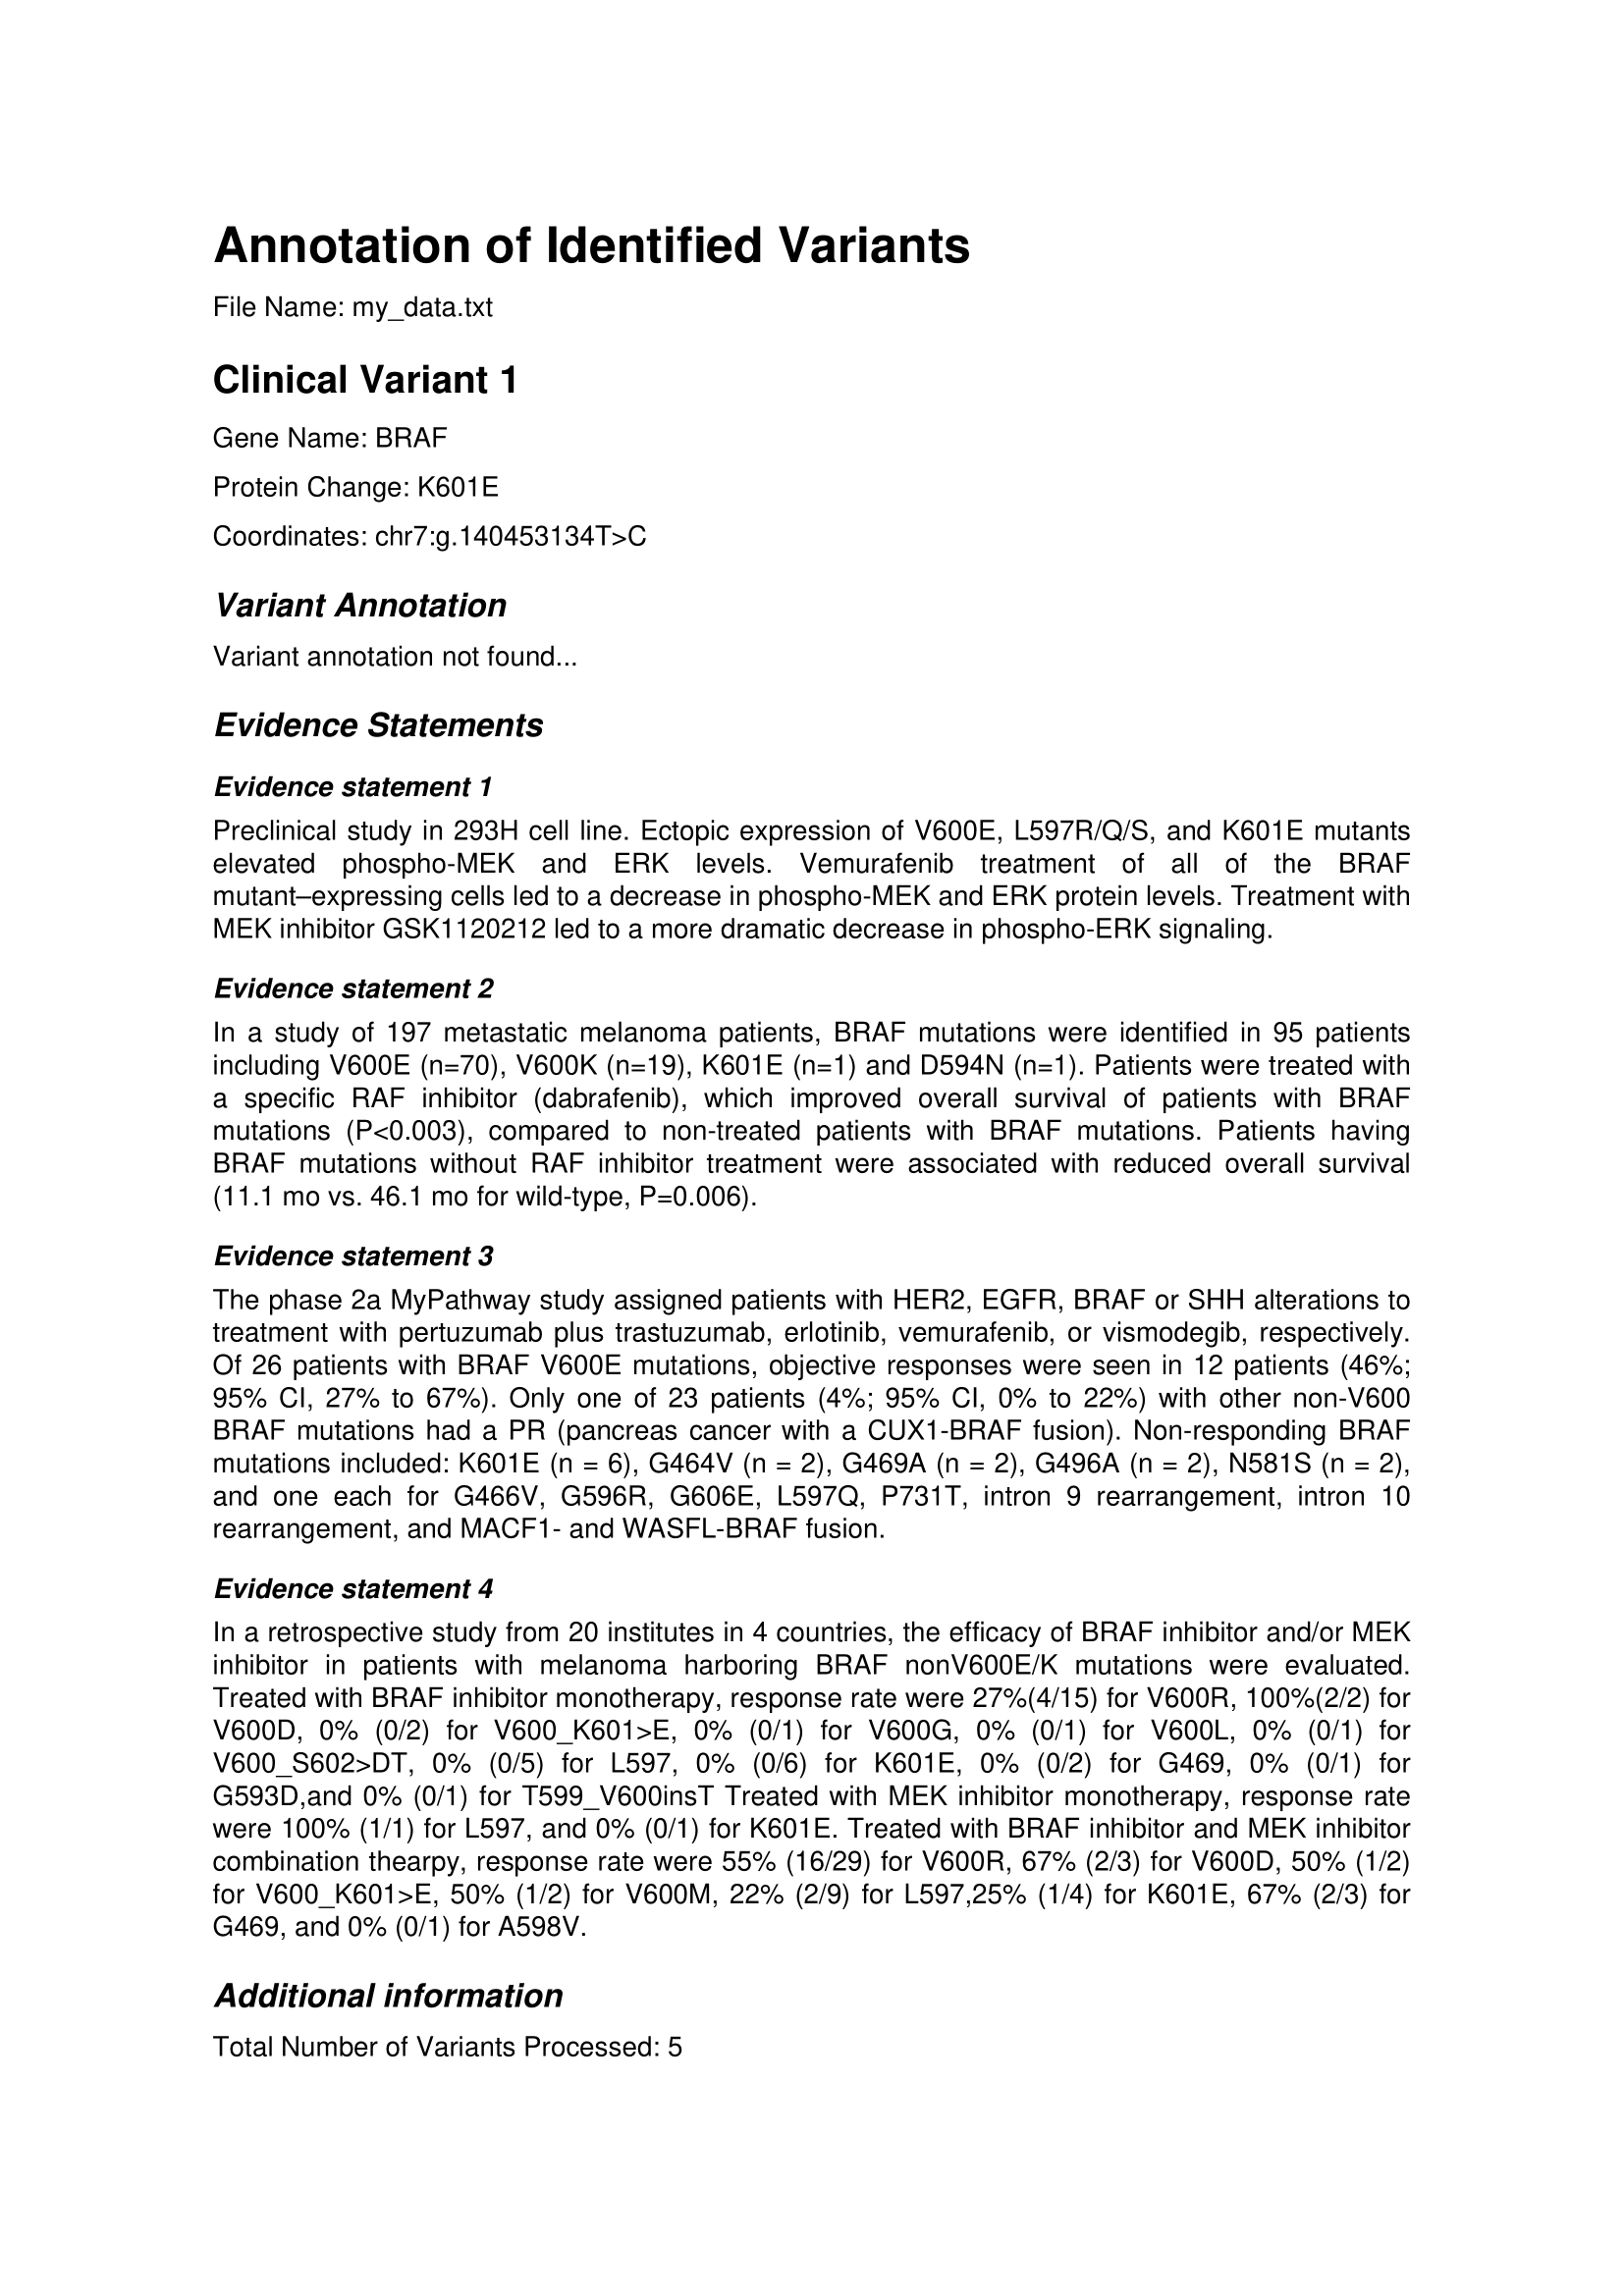 Annotation of Identified Variants
File Name: my_data.txt
Clinical Variant 1
Gene Name: BRAF
Protein Change: K601E
Coordinates: chr7:g.140453134T>C
Variant Annotation
Variant annotation not found...
Evidence Statements
Evidence statement 1
Preclinical study in 293H cell line. Ectopic expression of V600E, L597R/Q/S, and K601E mutants
elevated phospho-MEK and ERK levels. Vemurafenib treatment of all of the BRAF
mutant–expressing cells led to a decrease in phospho-MEK and ERK protein levels. Treatment with
MEK inhibitor GSK1120212 led to a more dramatic decrease in phospho-ERK signaling.
Evidence statement 2
In a study of 197 metastatic melanoma patients, BRAF mutations were identified in 95 patients
including V600E (n=70), V600K (n=19), K601E (n=1) and D594N (n=1). Patients were treated with
a specific RAF inhibitor (dabrafenib), which improved overall survival of patients with BRAF
mutations (P<0.003), compared to non-treated patients with BRAF mutations. Patients having
BRAF mutations without RAF inhibitor treatment were associated with reduced overall survival
(11.1 mo vs. 46.1 mo for wild-type, P=0.006).
Evidence statement 3
The phase 2a MyPathway study assigned patients with HER2, EGFR, BRAF or SHH alterations to
treatment with pertuzumab plus trastuzumab, erlotinib, vemurafenib, or vismodegib, respectively.
Of 26 patients with BRAF V600E mutations, objective responses were seen in 12 patients (46%;
95% CI, 27% to 67%). Only one of 23 patients (4%; 95% CI, 0% to 22%) with other non-V600
BRAF mutations had a PR (pancreas cancer with a CUX1-BRAF fusion). Non-responding BRAF
mutations included: K601E (n = 6), G464V (n = 2), G469A (n = 2), G496A (n = 2), N581S (n = 2),
and one each for G466V, G596R, G606E, L597Q, P731T, intron 9 rearrangement, intron 10
rearrangement, and MACF1- and WASFL-BRAF fusion.
Evidence statement 4
In a retrospective study from 20 institutes in 4 countries, the efficacy of BRAF inhibitor and/or MEK
inhibitor in patients with melanoma harboring BRAF nonV600E/K mutations were evaluated.
Treated with BRAF inhibitor monotherapy, response rate were 27%(4/15) for V600R, 100%(2/2) for
V600D, 0% (0/2) for V600_K601>E, 0% (0/1) for V600G, 0% (0/1) for V600L, 0% (0/1) for
V600_S602>DT, 0% (0/5) for L597, 0% (0/6) for K601E, 0% (0/2) for G469, 0% (0/1) for
G593D,and 0% (0/1) for T599_V600insT Treated with MEK inhibitor monotherapy, response rate
were 100% (1/1) for L597, and 0% (0/1) for K601E. Treated with BRAF inhibitor and MEK inhibitor
combination thearpy, response rate were 55% (16/29) for V600R, 67% (2/3) for V600D, 50% (1/2)
for V600_K601>E, 50% (1/2) for V600M, 22% (2/9) for L597,25% (1/4) for K601E, 67% (2/3) for
G469, and 0% (0/1) for A598V.
Additional information
Total Number of Variants Processed: 5